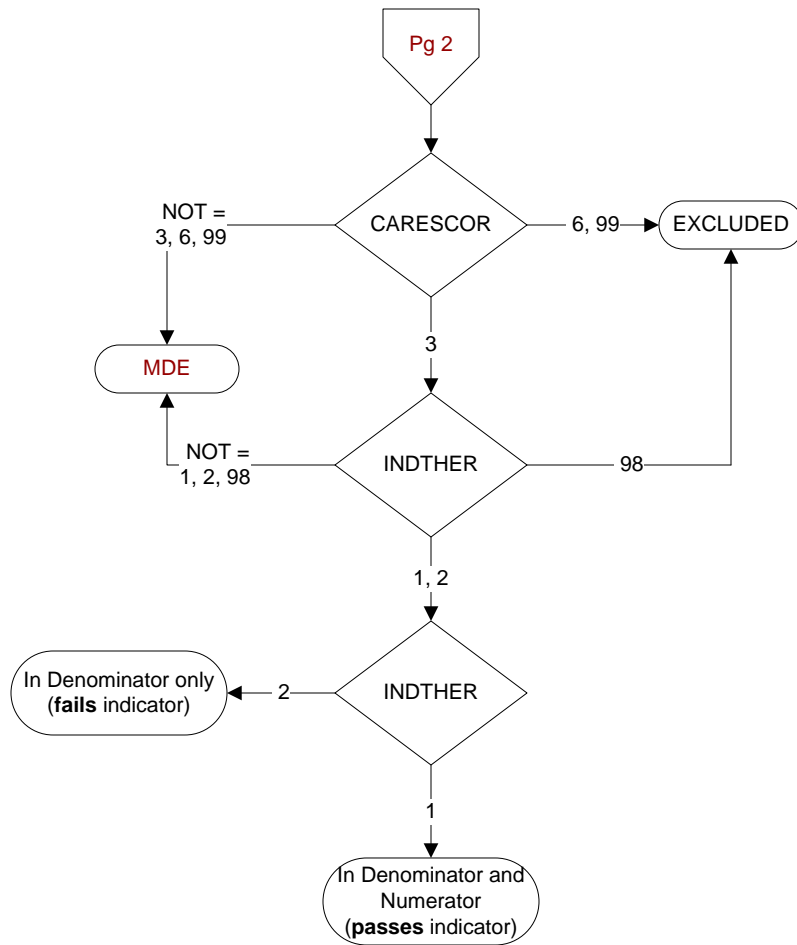 Pg 2
NOT =
3, 6, 99
CARESCOR
6, 99
EXCLUDED
3
MDE
NOT =
1, 2, 98
INDTHER
98
1, 2
In Denominator only
(fails indicator)
2
INDTHER
1
In Denominator and
Numerator
(passes indicator)